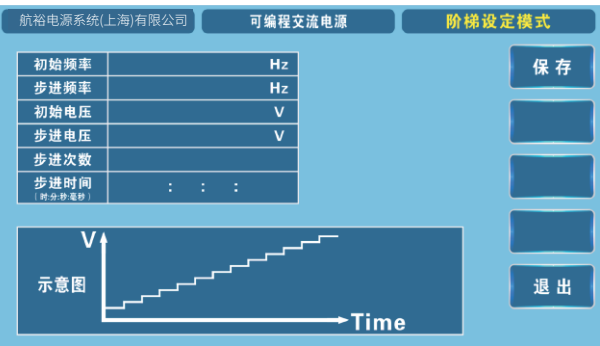 航裕电源系统(上海)有限公司
可编程交流电源
阶梯设定模式
初始频率 Hz
步进频率 Hz
初始电压 V
步进电压 V
步进次数
步进时间 : : :
(时:分:秒:毫秒)
保存
V
示意图
Time
退出